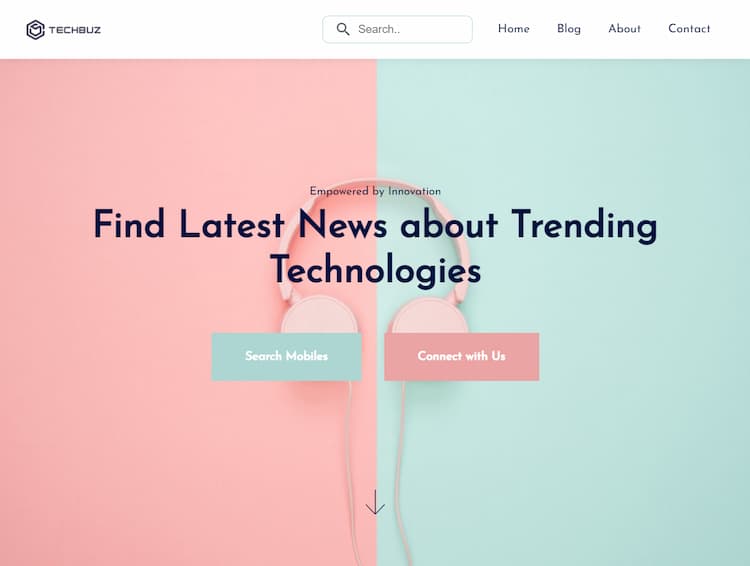 TECHBUZ
Search..
Home
Blog
About
Contact
Empowered by Innovation
Find Latest News about Trending
Technologies
Search Mobiles
Connect with Us